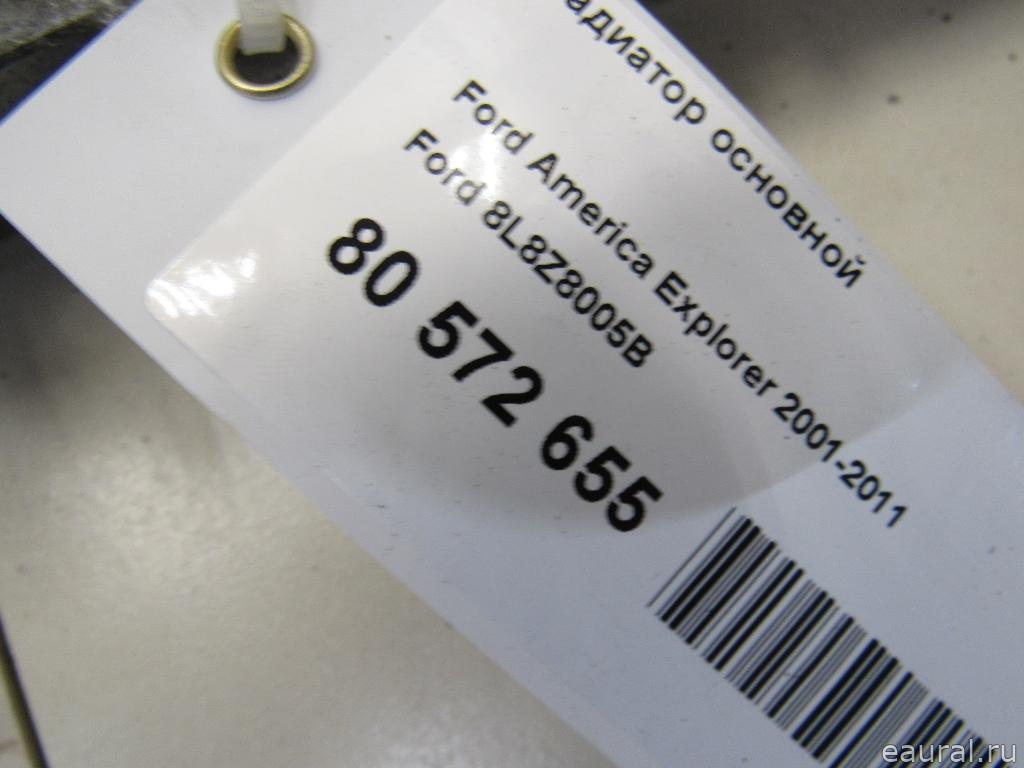 адиатор основной
Ford America Explorer 2001-2011
Ford 8L8Z8005B
80 572 655
eaural.ru